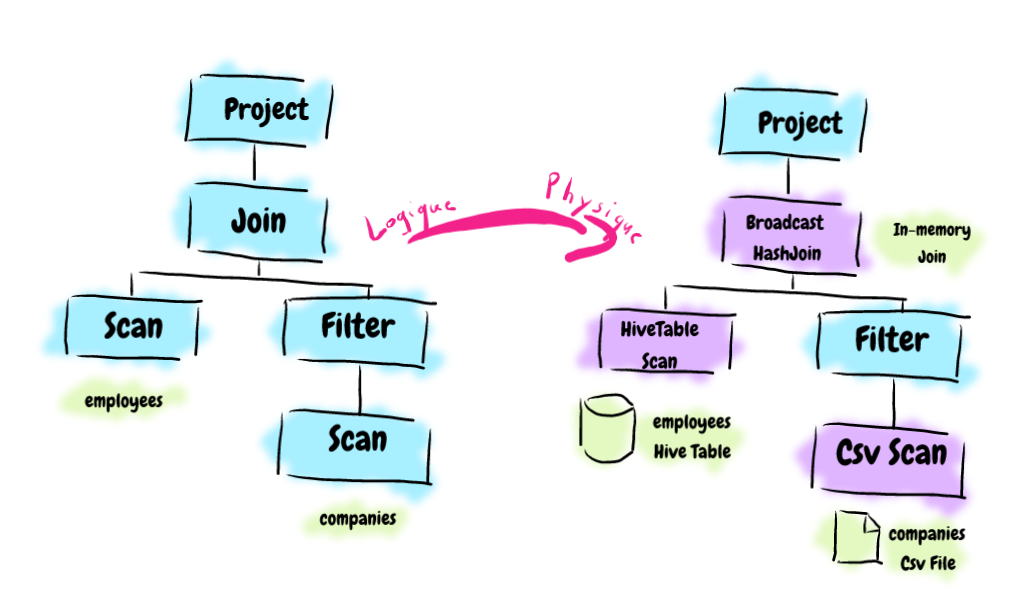 Project
Join
Scan
employees
Filter
Scan
companies
Logique
Physique
Project
Broadcast
HashJoin
In-memory
Join
HiveTable
Scan
employees
Hive Table
Filter
Csv Scan
companies
Csv File